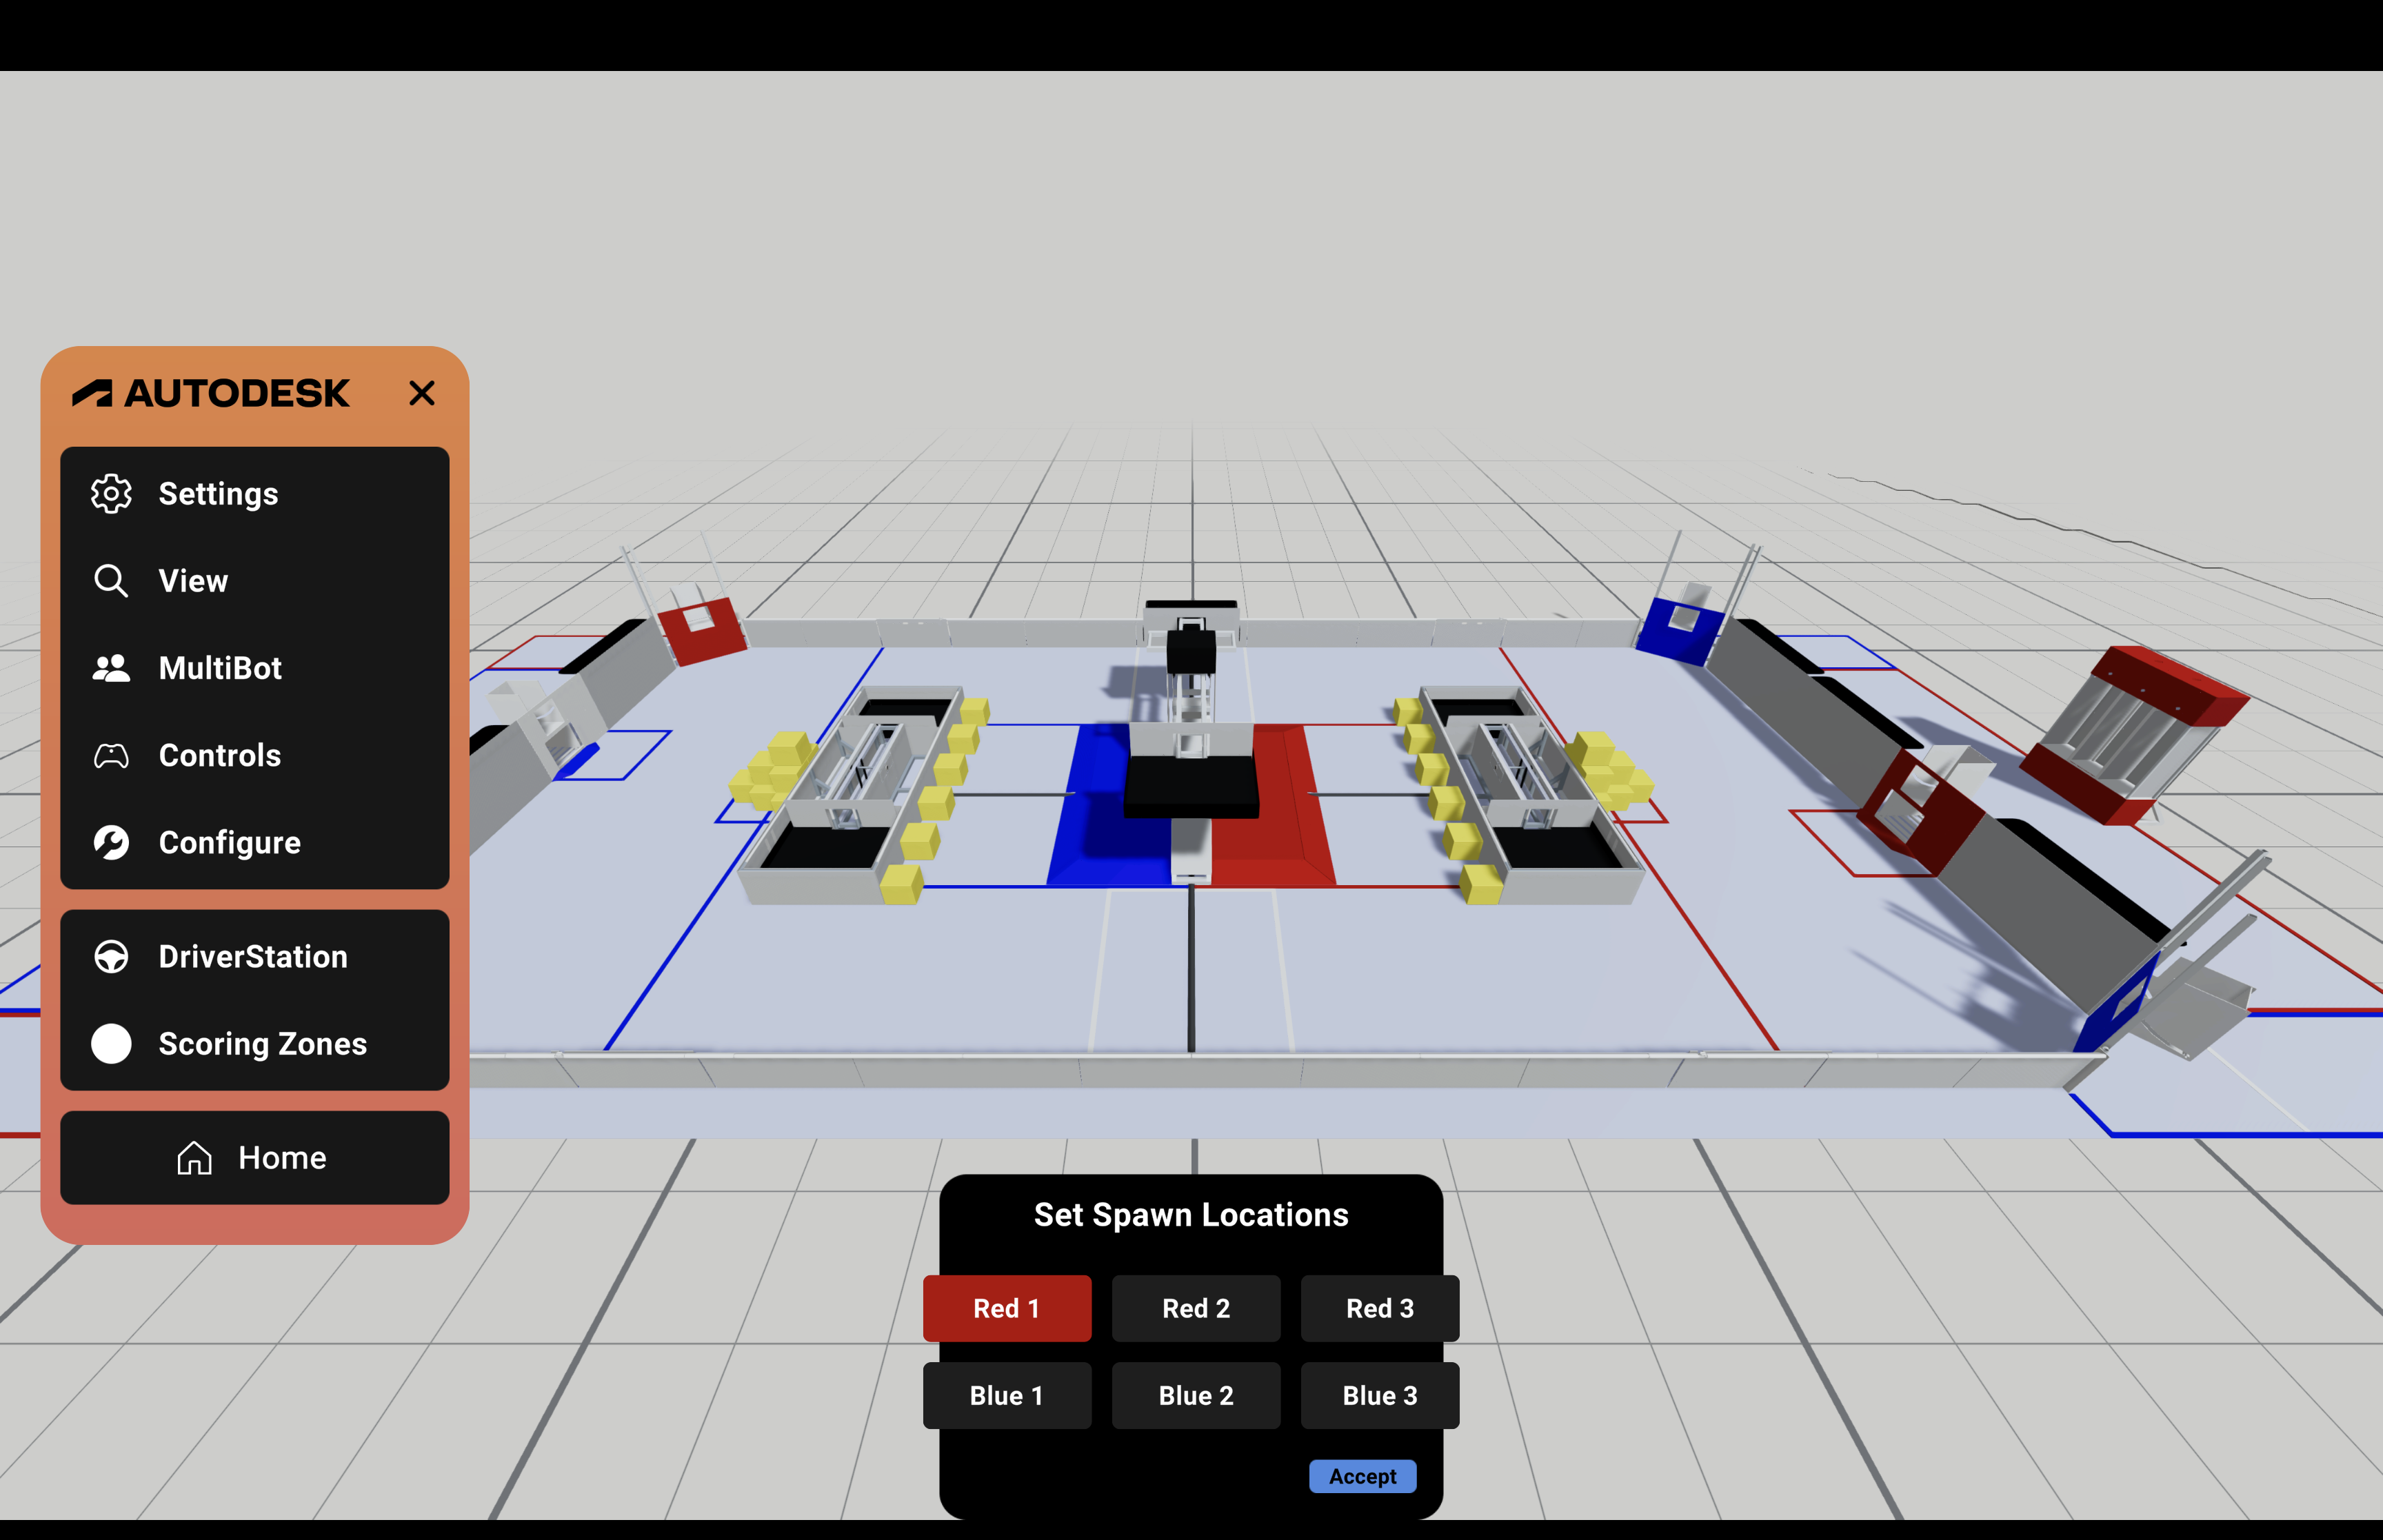 AUTODESK
Settings
View
MultiBot
Controls
Configure
DriverStation
Scoring Zones
Home
Set Spawn Locations
Red 1 Red 2 Red 3
Blue 1 Blue 2 Blue 3
Accept